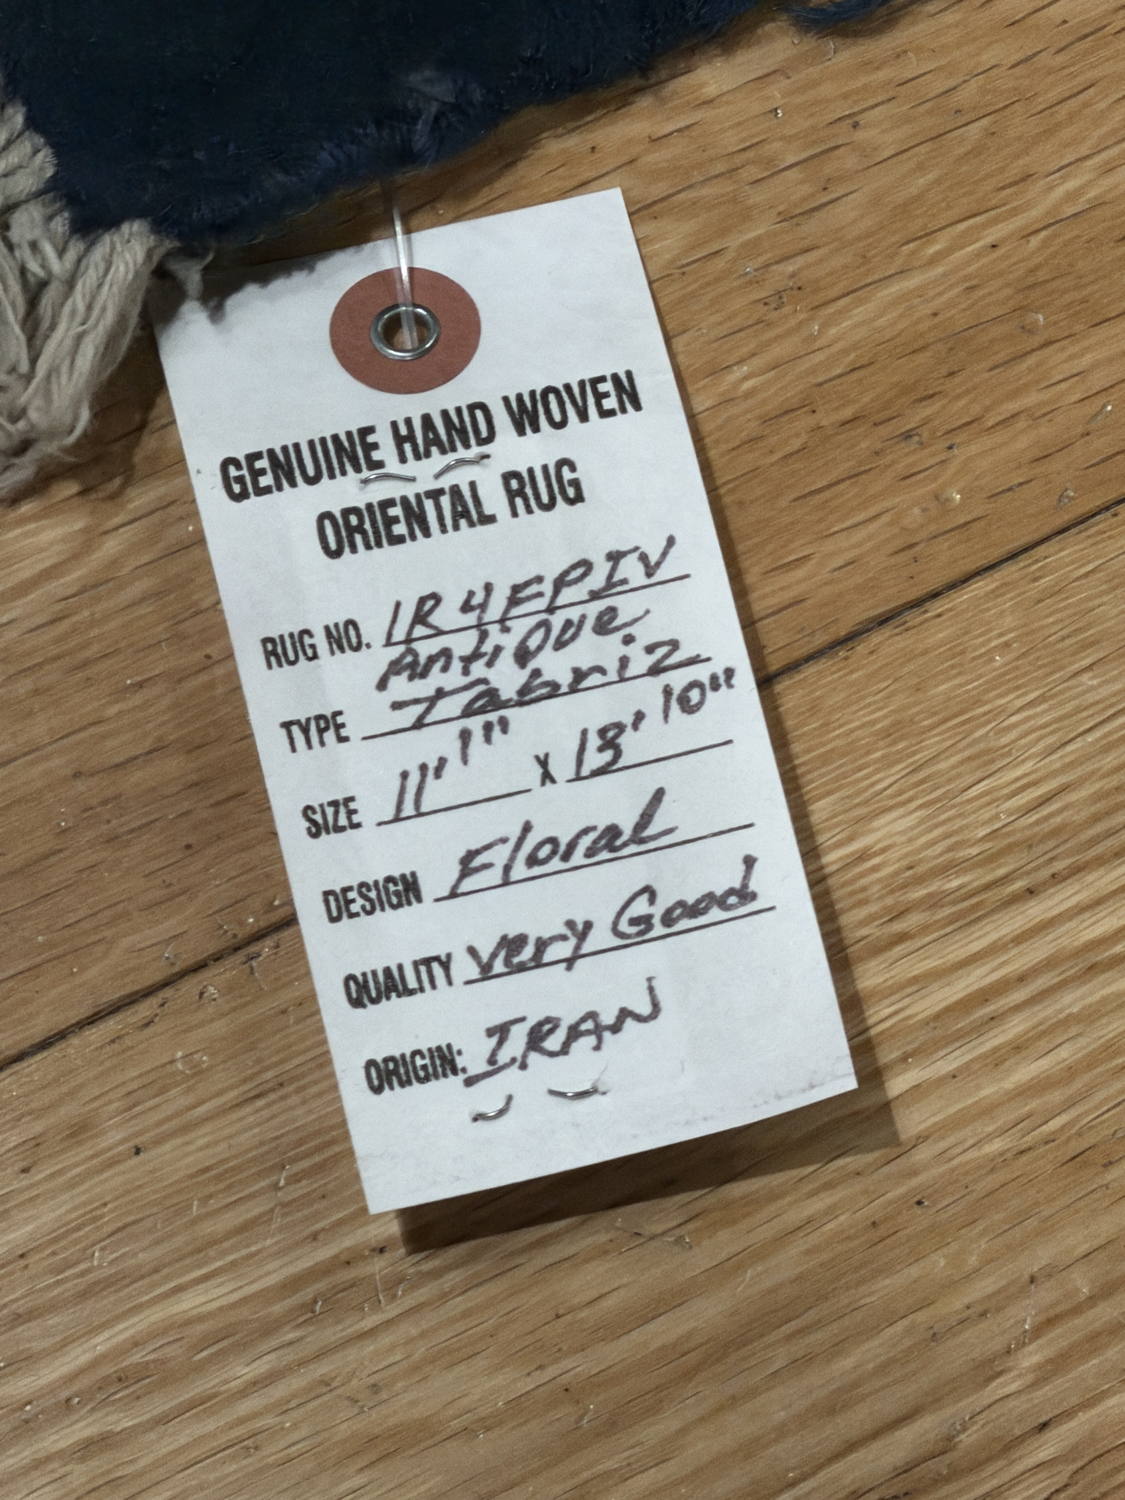 GENUINE HAND WOVEN
ORIENTAL RUG
RUG NO. IR4FPIV
Antique
TYPE Tabriz
SIZE 11' 1" X 13' 10"
DESIGN Floral
QUALITY Very Good
ORIGIN: IRAN